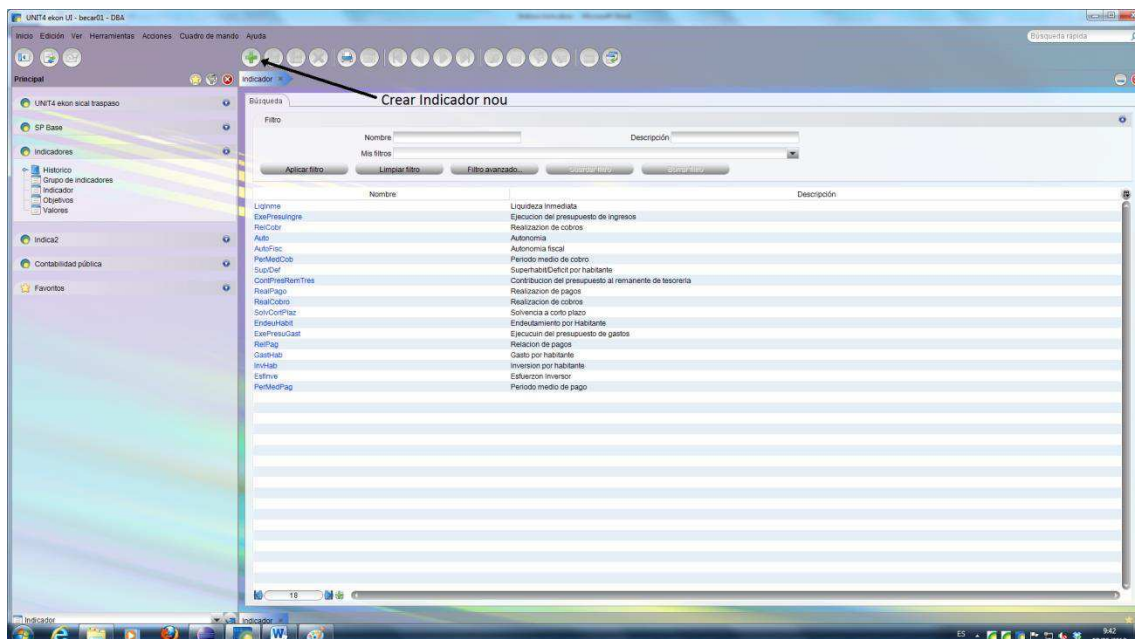 UNIT4 ekon UI - becar01 - DBA
Inicio Edición Ver Herramientas Acciones Cuadro de mando Ayuda
Búsqueda rápida
Principal
Indicador
Crear Indicador nou
UNIT4 ekon sical traspaso
SP Base
Indicadores
Historico
Grupo de indicadores
Indicador
Objetivos
Valores
Indica2
Contabilidad pública
Favoritos
Búsqueda
Filtro
Nombre
Descripción
Mis filtros
Aplicar filtro
Limpiar filtro
Filtro avanzado...
Guardar filtro
Borrar filtro
Nombre Descripción
LiqInme Liquideza Inmediata
ExePresuIngre Ejecucion del presupuesto de ingresos
RelCobr Realizazion de cobros
Auto Autonomia
AutoFisc Autonomia fiscal
PerMedCob Periodo medio de cobro
Sup/Def Superhabit/Deficit por habitante
ContPresRemTres Contribucion del presupuesto al remanente de tesoreria
RealPago Realizacion de pagos
RealCobro Realizacion de cobros
SolvCortPlaz Solvencia a corto plazo
EndeuHabit Endeutamiento por Habitante
ExePresuGast Ejecucuin del presupuesto de gastos
RelPag Relacion de pagos
GastHab Gasto por habitante
InvHab Inversion por habitante
EsfInve Esfuerzon Inversor
PerMedPag Periodo medio de pago
18
Indicador
Indicador
ES
9:42